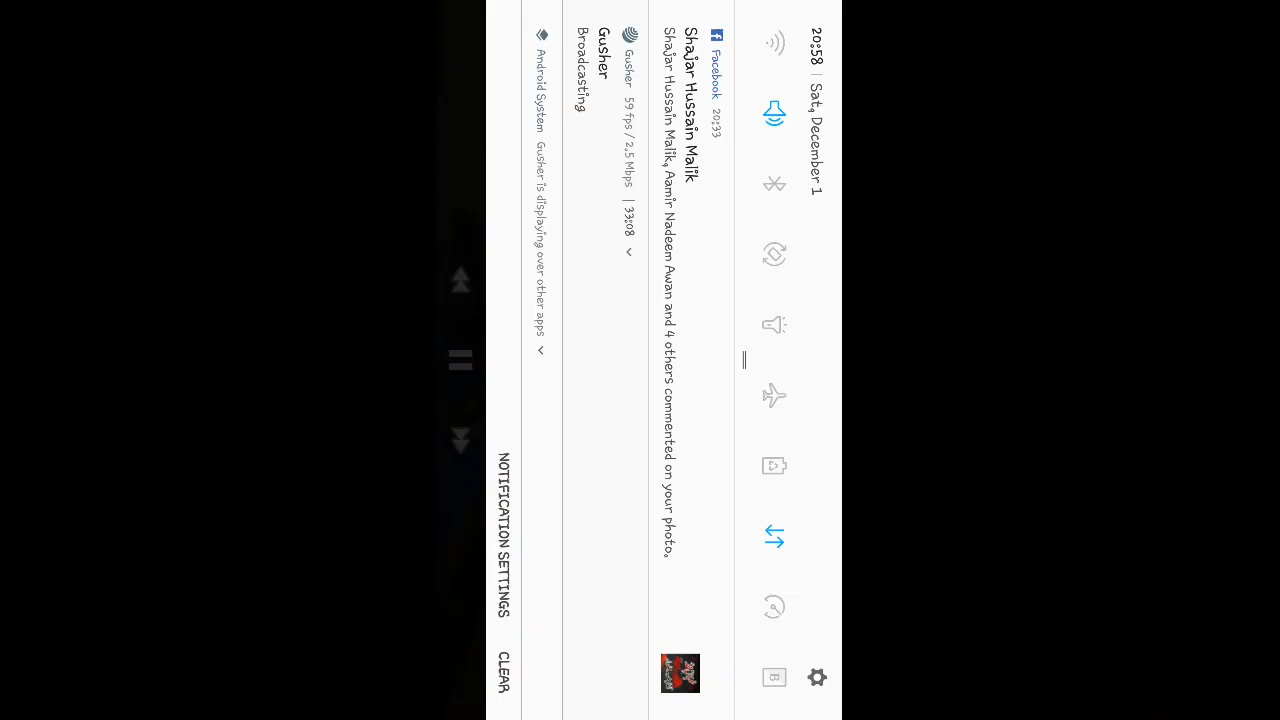 20:58 | Sat, December 1
Facebook 20:33
Shajar Hussain Malik
Shajar Hussain Malik, Aamir Nadeem Awan and 4 others commented on your photo.
Gusher 59 fps / 2,5 Mbps | 33:08
Gusher
Broadcasting
Android System Gusher is displaying over other apps
NOTIFICATION SETTINGS CLEAR
B